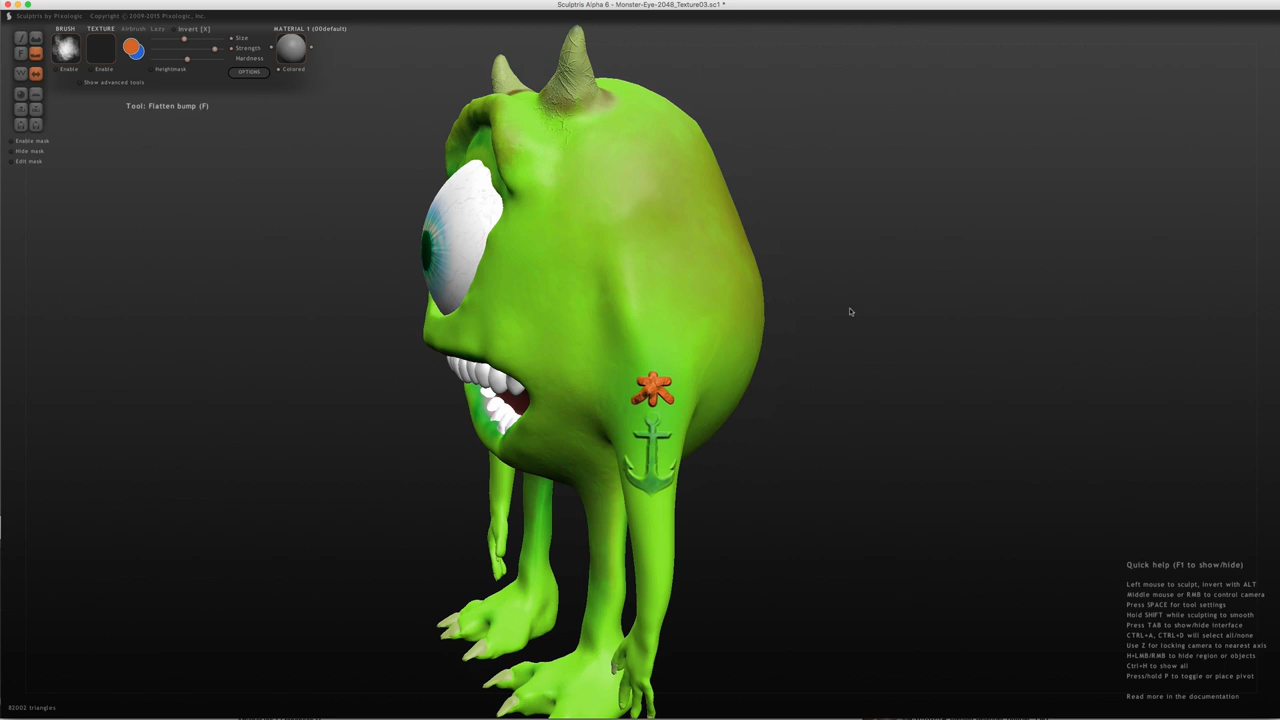 Sculptris Alpha 6 - Monster-Eye-2048_Texture03.sc1 *
Sculptris by Pixologic Copyright © 2009-2015 Pixologic, Inc.
BRUSH TEXTURE Airbrush Lazy Invert [X] MATERIAL 1 (00default)
Size
Strength
Hardness
Enable Enable Heightmask OPTIONS Colored
Show advanced tools
Tool: Flatten bump (F)
Enable mask
Hide mask
Edit mask
Quick help (F1 to show/hide)
Left mouse to sculpt, invert with ALT
Middle mouse or RMB to control camera
Press SPACE for tool settings
Hold SHIFT while sculpting to smooth
Press TAB to show/hide interface
CTRL+A, CTRL+D will select all/none
Use Z for locking camera to nearest axis
H+LMB/RMB to hide region or objects
Ctrl+H to show all
Press/hold P to toggle or place pivot
Read more in the documentation
82002 triangles